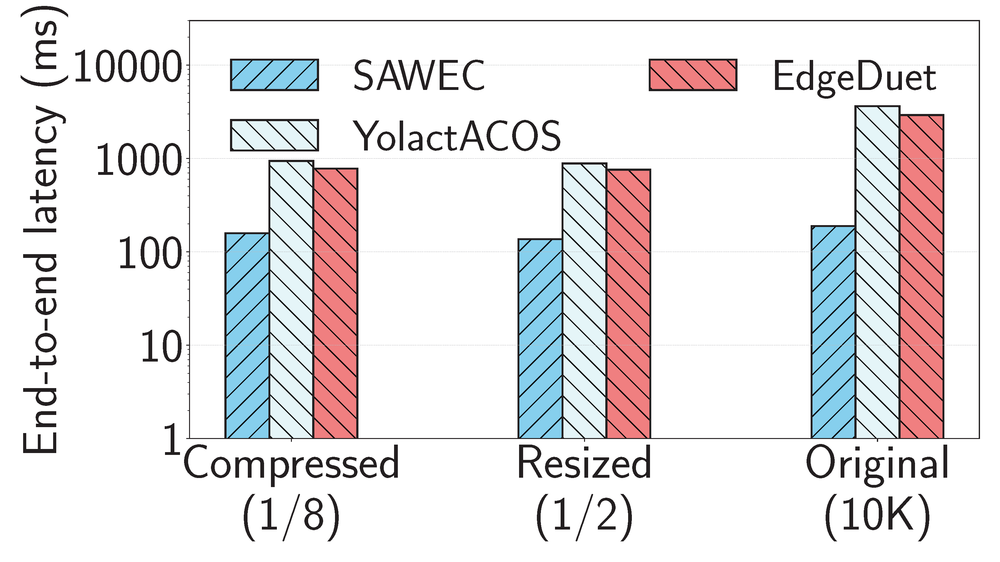 End-to-end latency (ms)
10000
1000
100
10
1
SAWEC
YolactACOS
EdgeDuet
Compressed
(1/8)
Resized
(1/2)
Original
(10K)